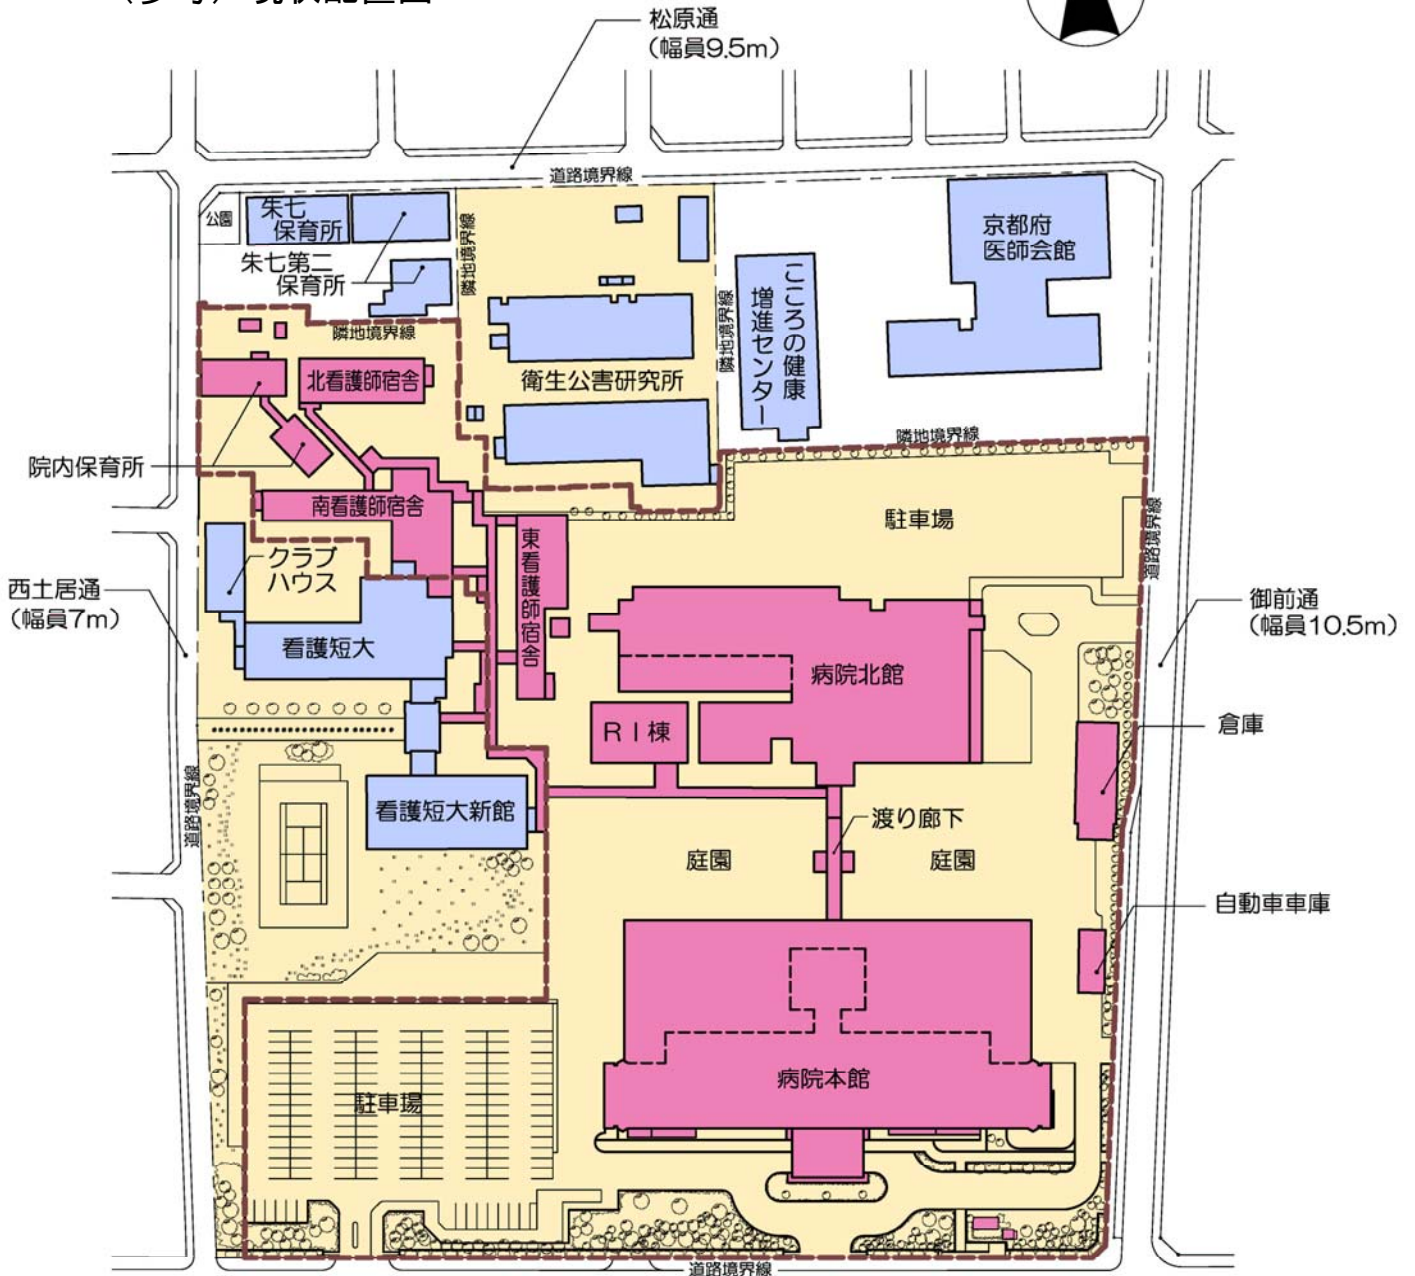 (参考)現状配置図
松原通
(幅員9.5m)
道路境界線
公園
朱七
保育所
朱七第二
保育所
隣地境界線
隣地境界線
隣地境界線
京都府
医師会館
こころの健康
増進センター
衛生公害研究所
北看護師宿舎
隣地境界線
院内保育所
南看護師宿舎
駐車場
道路境界線
東看護師宿舎
クラブ
ハウス
西土居通
(幅員7m)
御前通
(幅員10.5m)
看護短大
病院北館
RI棟
倉庫
道路境界線
看護短大新館
渡り廊下
庭園
庭園
自動車車庫
病院本館
駐車場
道路境界線